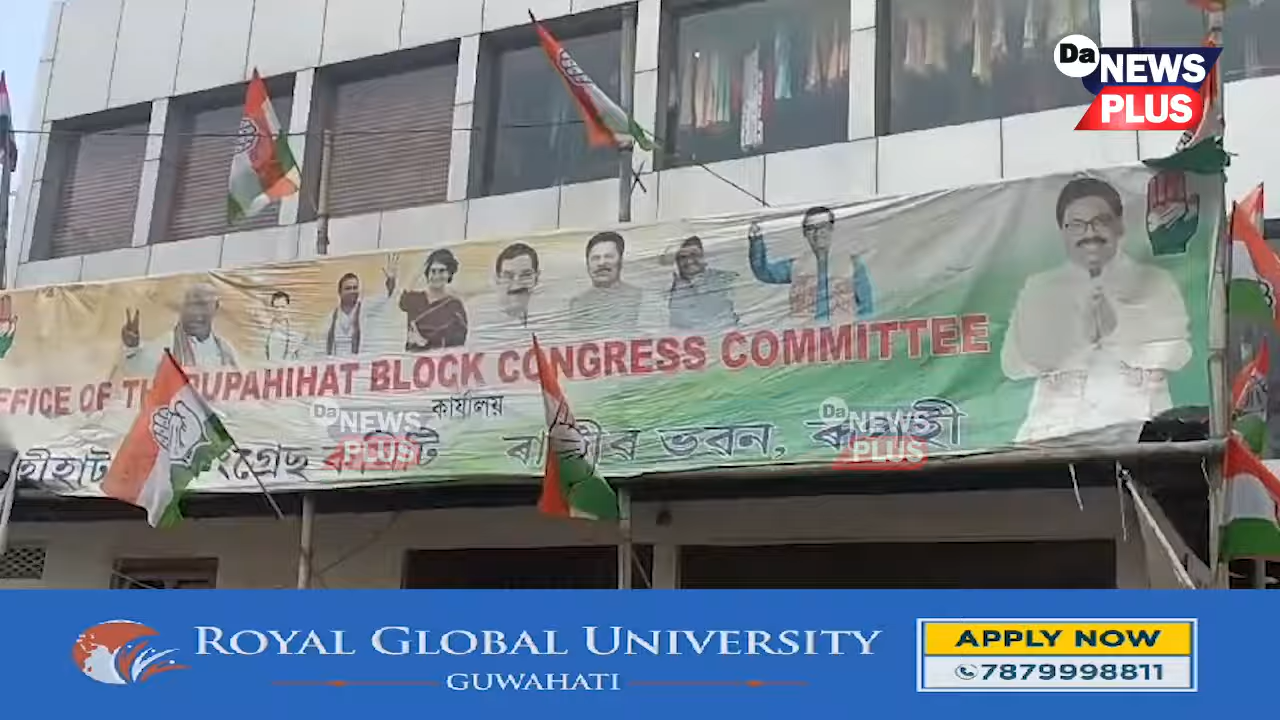 Da
NEWS
PLUS
OFFICE OF THE RUPAHIHAT BLOCK CONGRESS COMMITTEE
কাৰ্যালয়
Da
NEWS
PLUS
Da
NEWS
PLUS
ভৱন,
ROYAL GLOBAL UNIVERSITY
GUWAHATI
APPLY NOW
7879998811